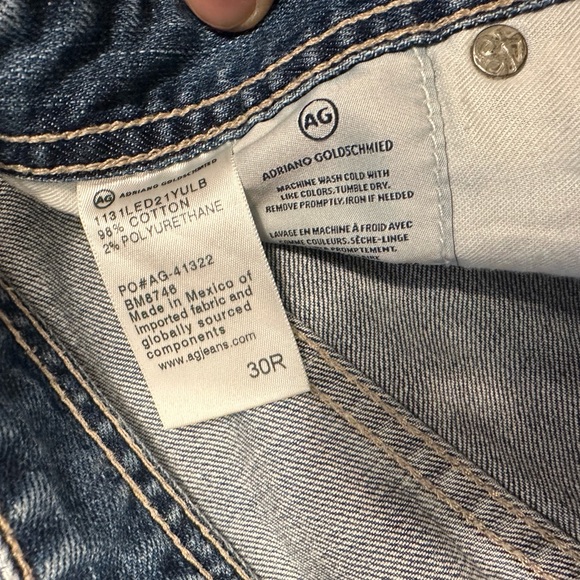 AG ADRIANO GOLDSCHMIED
1131LED21YULB
98% COTTON
2% POLYURETHANE
PO#AG-41322
BM8746
Made in Mexico of
Imported fabric and
globally sourced
components
www.agjeans.com
30R
AG
ADRIANO GOLDSCHMIED
MACHINE WASH COLD WITH
LIKE COLORS. TUMBLE DRY.
REMOVE PROMPTLY. IRON IF NEEDED
LAVAGE EN MACHINE À FROID AVEC
COULEURS. SÈCHE-LINGE